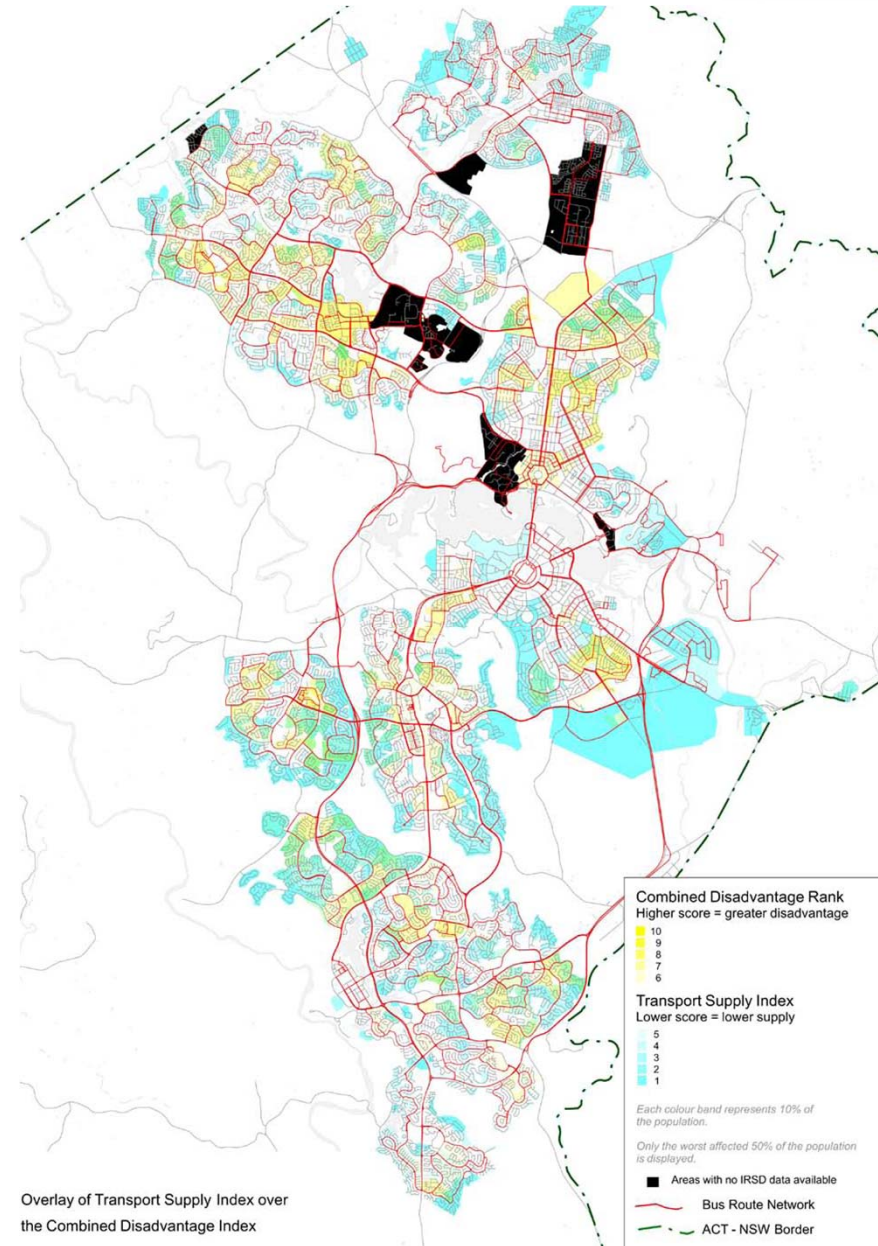 Combined Disadvantage Rank
Higher score = greater disadvantage
10
9
8
7
6
Transport Supply Index
Lower score = lower supply
5
4
3
2
1
Each colour band represents 10% of
the population.
Only the worst affected 50% of the population
is displayed.
Areas with no IRSD data available
Bus Route Network
ACT - NSW Border
Overlay of Transport Supply Index over
the Combined Disadvantage Index